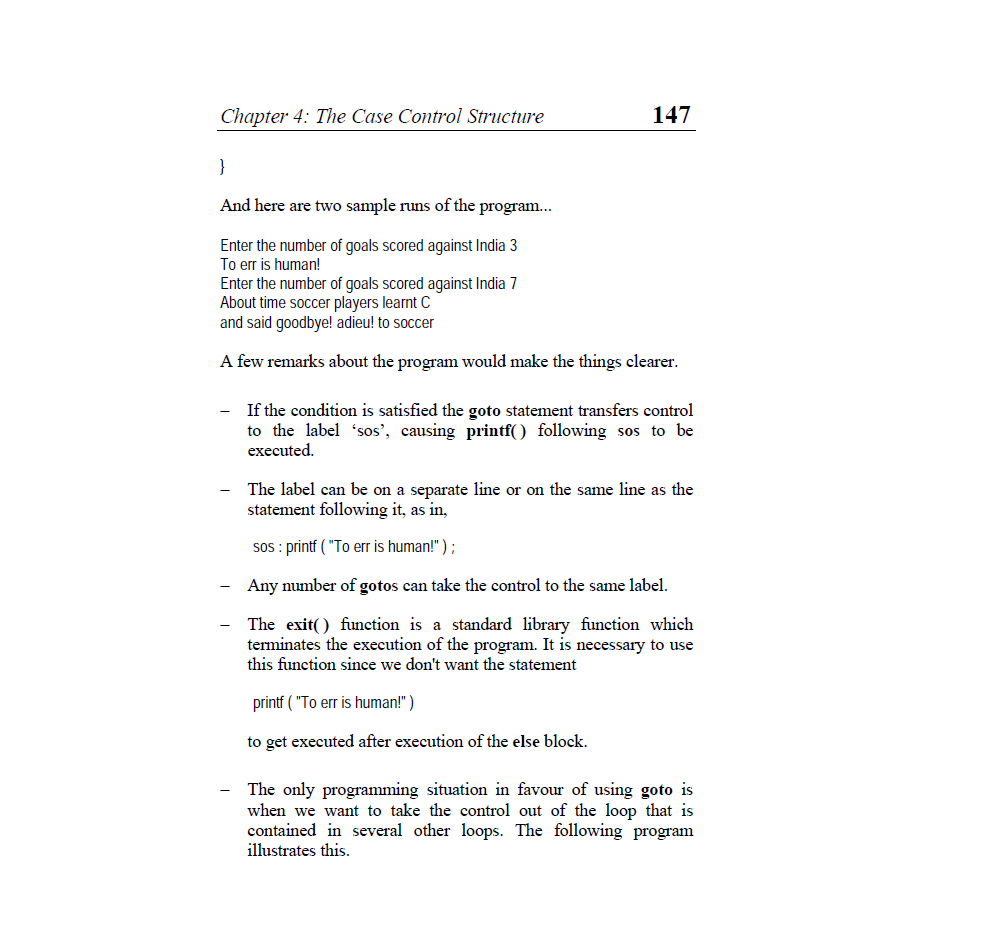 Chapter 4: The Case Control Structure 147
}
And here are two sample runs of the program...
Enter the number of goals scored against India 3
To err is human!
Enter the number of goals scored against India 7
About time soccer players learnt C
and said goodbye! adieu! to soccer
A few remarks about the program would make the things clearer.
− If the condition is satisfied the goto statement transfers control
to the label ‘sos’, causing printf( ) following sos to be
executed.
− The label can be on a separate line or on the same line as the
statement following it, as in,
sos : printf ( "To err is human!" ) ;
− Any number of gotos can take the control to the same label.
− The exit( ) function is a standard library function which
terminates the execution of the program. It is necessary to use
this function since we don't want the statement
printf ( "To err is human!" )
to get executed after execution of the else block.
− The only programming situation in favour of using goto is
when we want to take the control out of the loop that is
contained in several other loops. The following program
illustrates this.